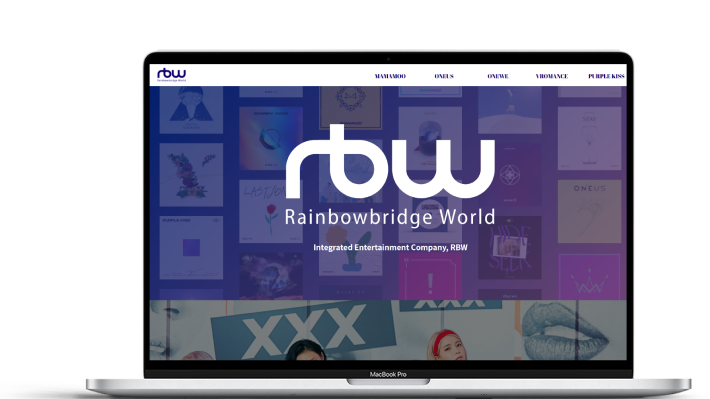 rbw
Rainbowbridge World
MAMAMOO
ONEUS
ONEWE
VROMANCE
PURPLE KISS
rbw
Rainbowbridge World
Integrated Entertainment Company, RBW
ONEUS
XXX
MacBook Pro